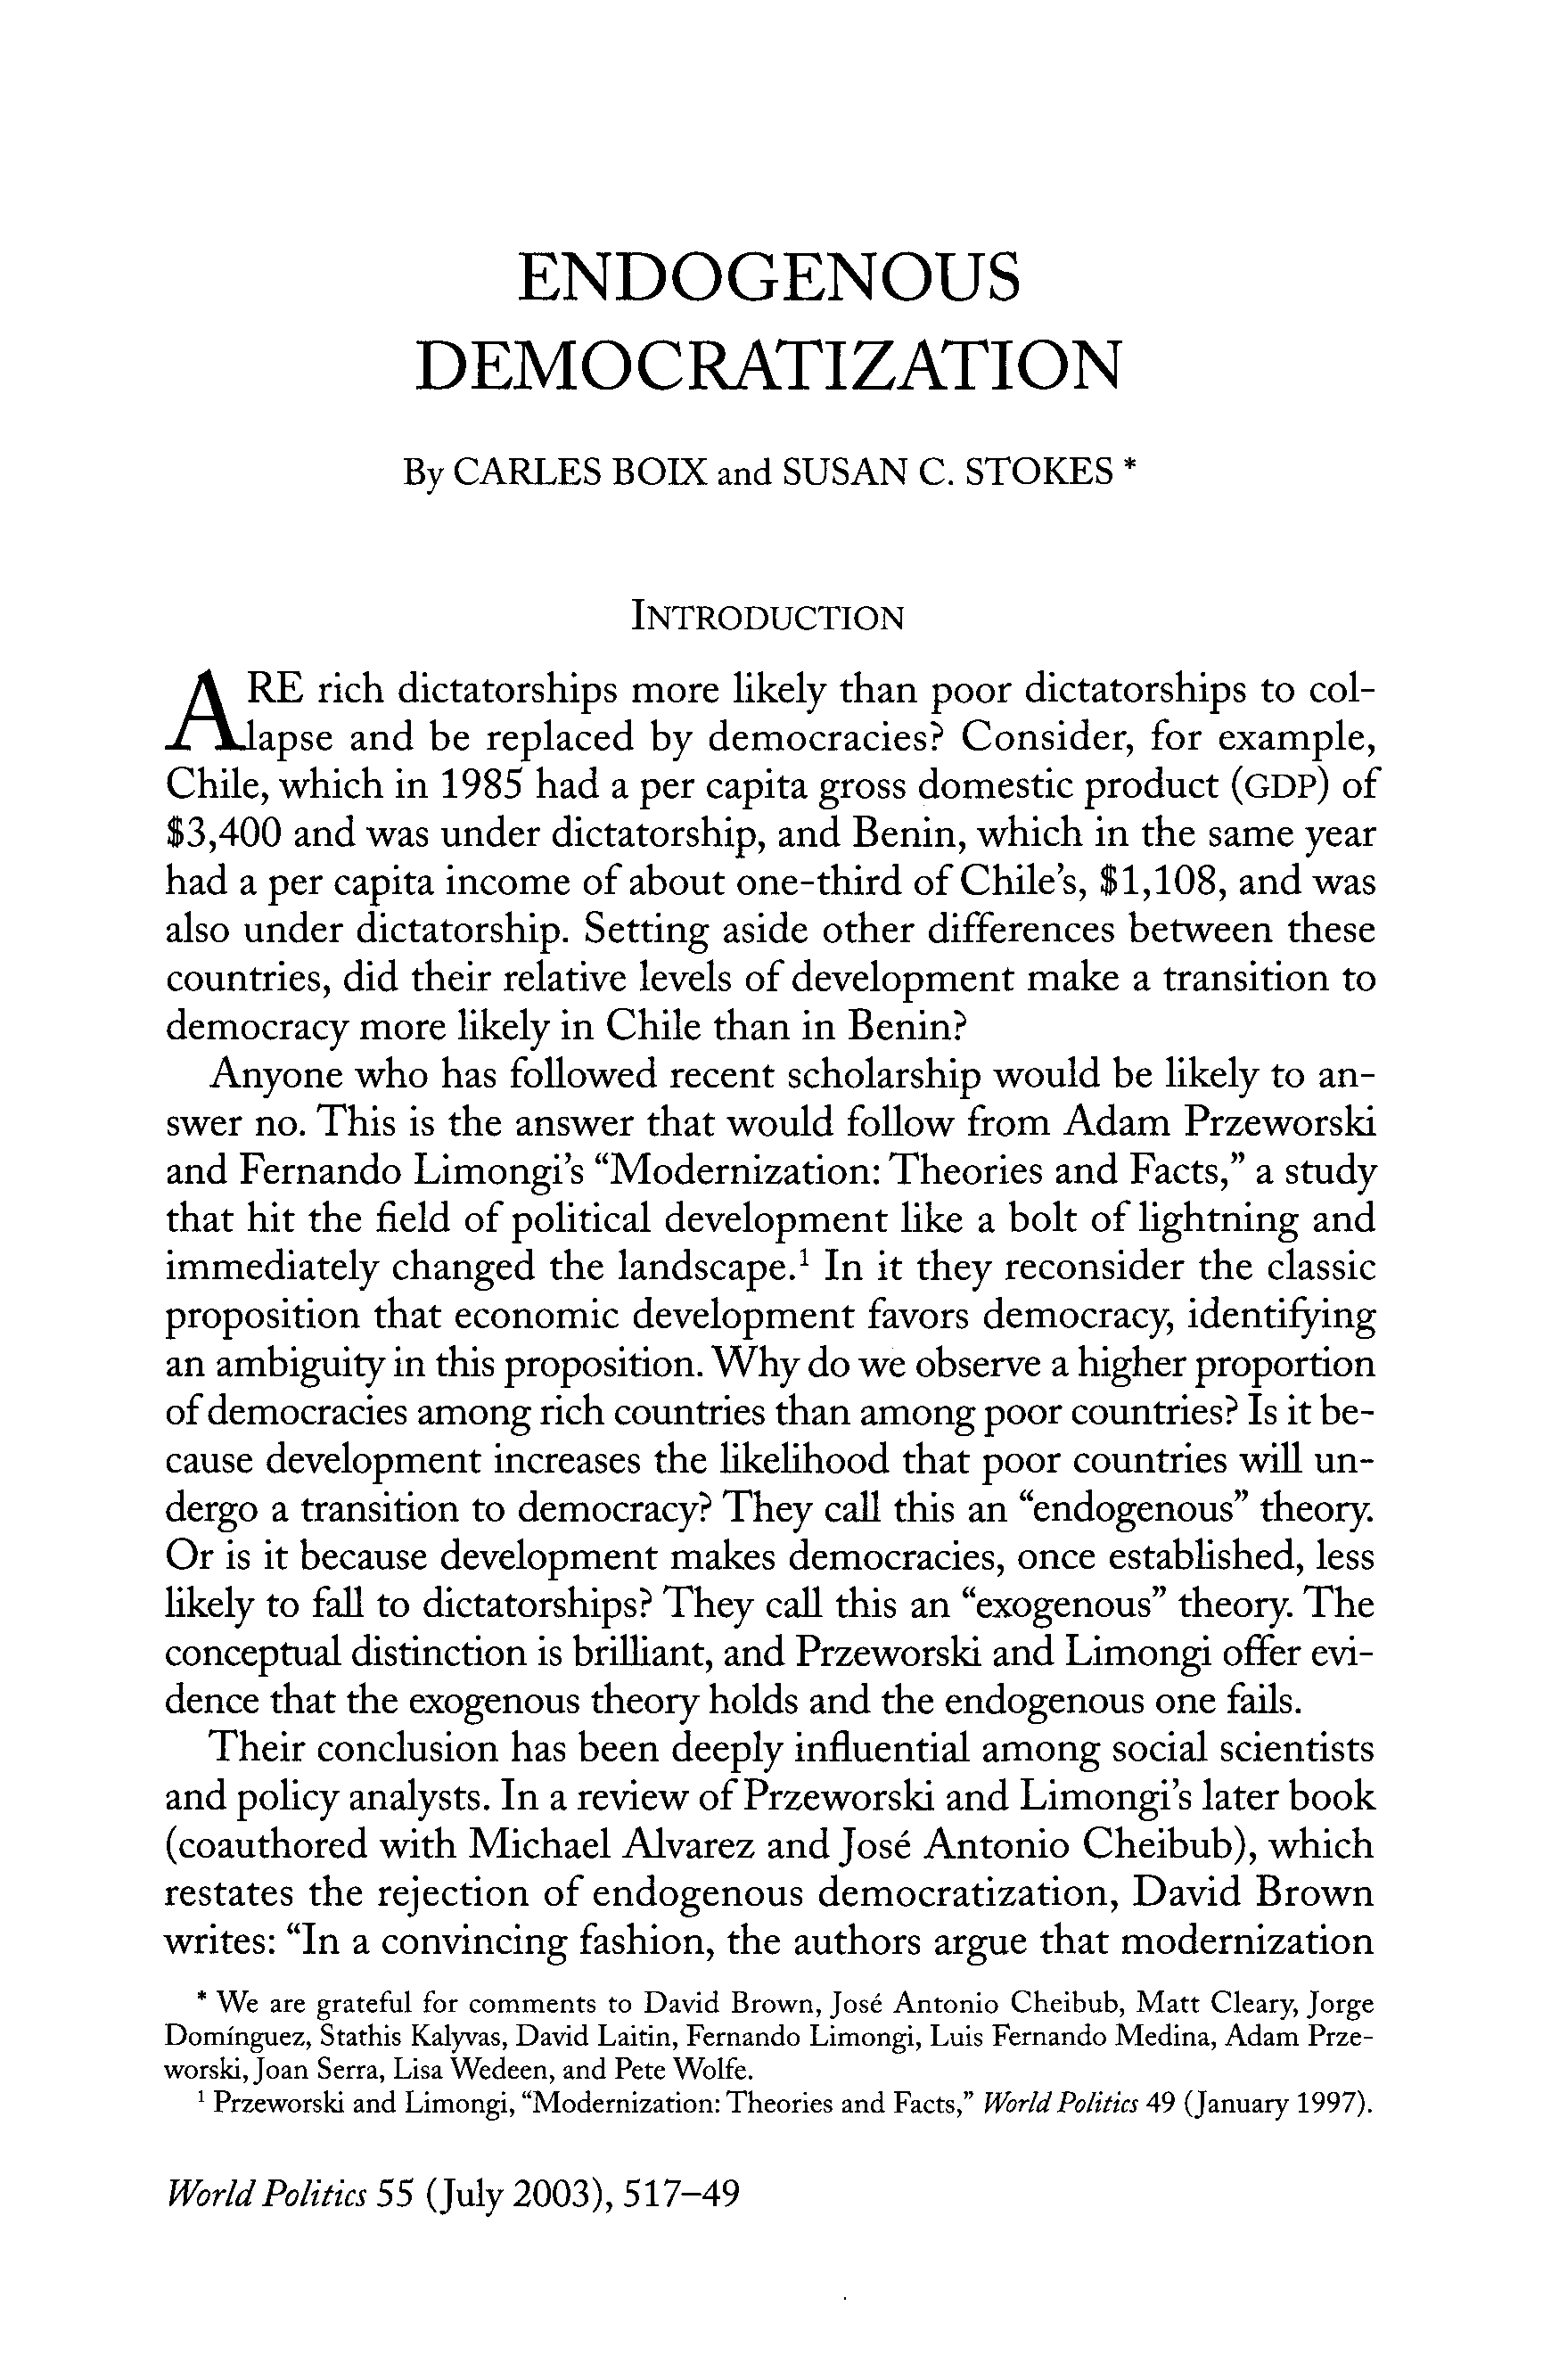 ENDOGENOUS
DEMOCRATIZATION
By CARLES BOIX and SUSAN C. STOKES *
INTRODUCTION
ARE rich dictatorships more likely than poor dictatorships to col-
lapse and be replaced by democracies? Consider, for example,
Chile, which in 1985 had a per capita gross domestic product (GDP) of
$3,400 and was under dictatorship, and Benin, which in the same year
had a per capita income of about one-third of Chile's, $1,108, and was
also under dictatorship. Setting aside other differences between these
countries, did their relative levels of development make a transition to
democracy more likely in Chile than in Benin?
Anyone who has followed recent scholarship would be likely to an-
swer no. This is the answer that would follow from Adam Przeworski
and Fernando Limongi's “Modernization: Theories and Facts,” a study
that hit the field of political development like a bolt of lightning and
immediately changed the landscape.¹ In it they reconsider the classic
proposition that economic development favors democracy, identifying
an ambiguity in this proposition. Why do we observe a higher proportion
of democracies among rich countries than among poor countries? Is it be-
cause development increases the likelihood that poor countries will un-
dergo a transition to democracy? They call this an “endogenous” theory.
Or is it because development makes democracies, once established, less
likely to fall to dictatorships? They call this an “exogenous” theory. The
conceptual distinction is brilliant, and Przeworski and Limongi offer evi-
dence that the exogenous theory holds and the endogenous one fails.
Their conclusion has been deeply influential among social scientists
and policy analysts. In a review of Przeworski and Limongi's later book
(coauthored with Michael Alvarez and José Antonio Cheibub), which
restates the rejection of endogenous democratization, David Brown
writes: “In a convincing fashion, the authors argue that modernization
* We are grateful for comments to David Brown, José Antonio Cheibub, Matt Cleary, Jorge
Domínguez, Stathis Kalyvas, David Laitin, Fernando Limongi, Luis Fernando Medina, Adam Prze-
worski, Joan Serra, Lisa Wedeen, and Pete Wolfe.
¹ Przeworski and Limongi, “Modernization: Theories and Facts,” World Politics 49 (January 1997).
World Politics 55 (July 2003), 517–49